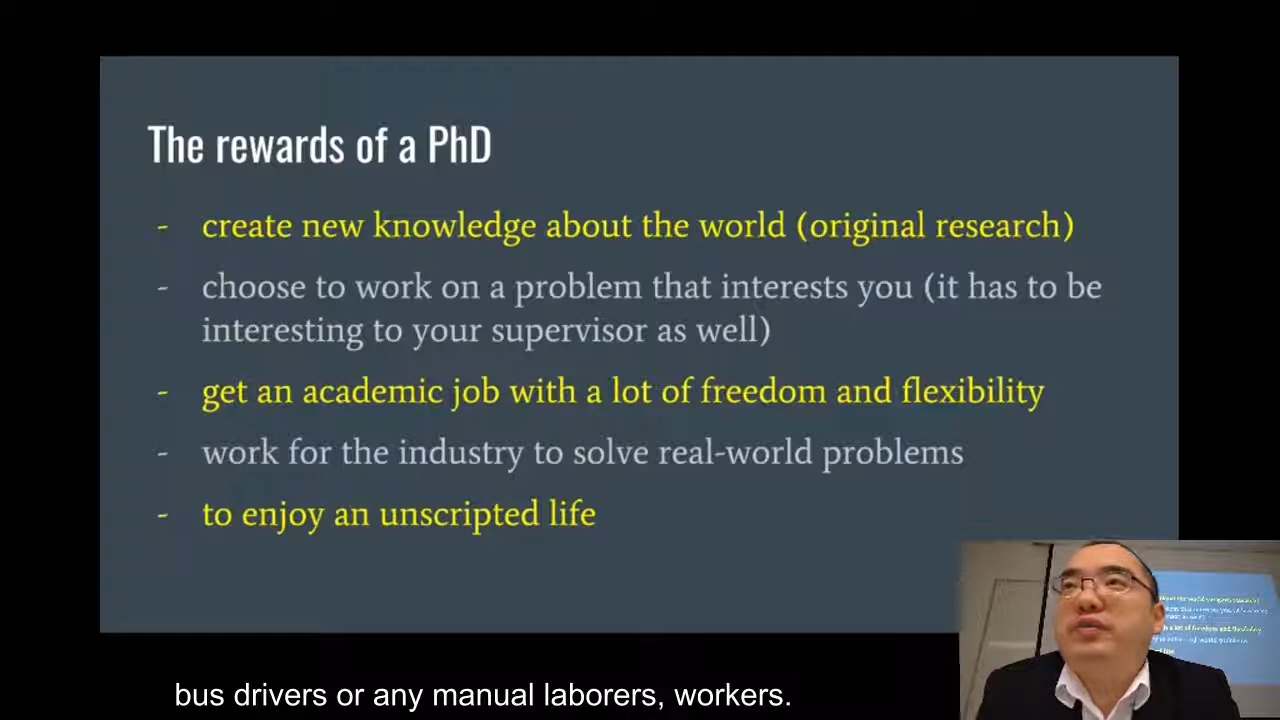 The rewards of a PhD
- create new knowledge about the world (original research)
- choose to work on a problem that interests you (it has to be
interesting to your supervisor as well)
- get an academic job with a lot of freedom and flexibility
- work for the industry to solve real-world problems
- to enjoy an unscripted life
bus drivers or any manual laborers, workers.